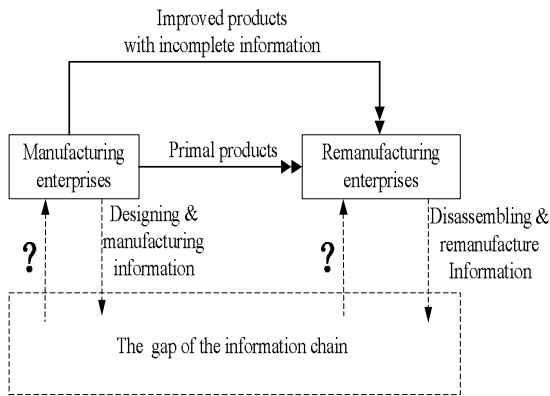 Improved products
with incomplete information
Manufacturing
enterprises
Primal products
Remanufacturing
enterprises
Designing &
manufacturing
information
Disassembling &
remanufacture
Information
?
?
The gap of the information chain